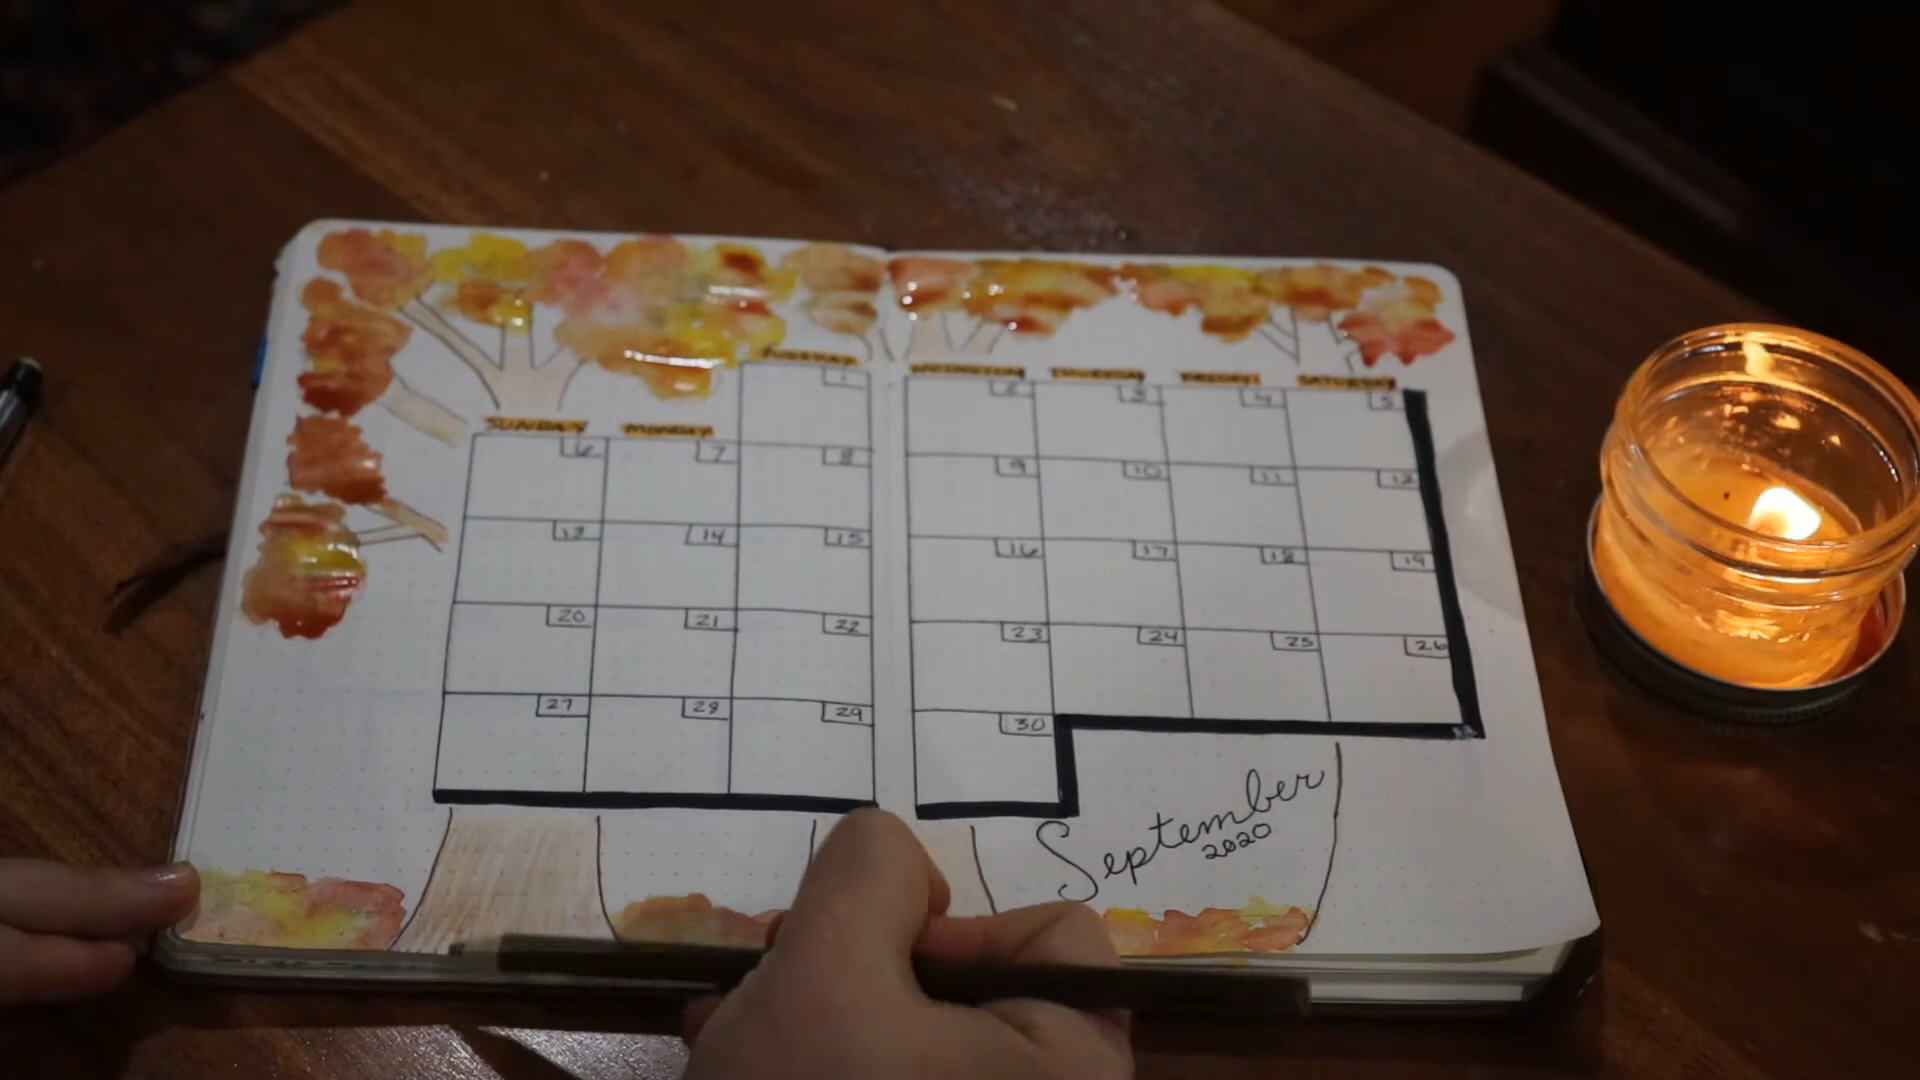 TUESDAY
WEDNESDAY THURSDAY FRIDAY SATURDAY
1 2 3 4 5
SUNDAY MONDAY
6 7 8 9 10 11 12
13 14 15 16 17 18 19
20 21 22 23 24 25 26
27 28 29 30
September
2020